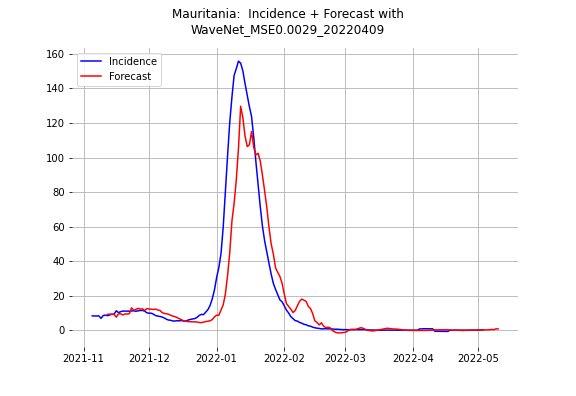 Mauritania:  Incidence + Forecast with
WaveNet_MSE0.0029_20220409
Incidence
Forecast
160
140
120
100
80
60
40
20
0
2021-11 2021-12 2022-01 2022-02 2022-03 2022-04 2022-05